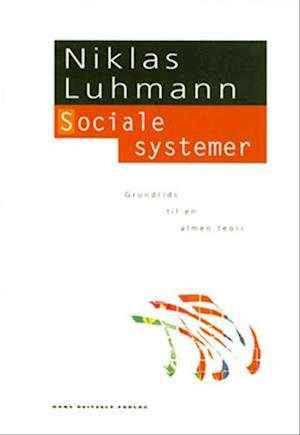 Niklas
Luhmann
Sociale
systemer
Grundrids
til en
almen teori
HANS REITZELS FORLAG